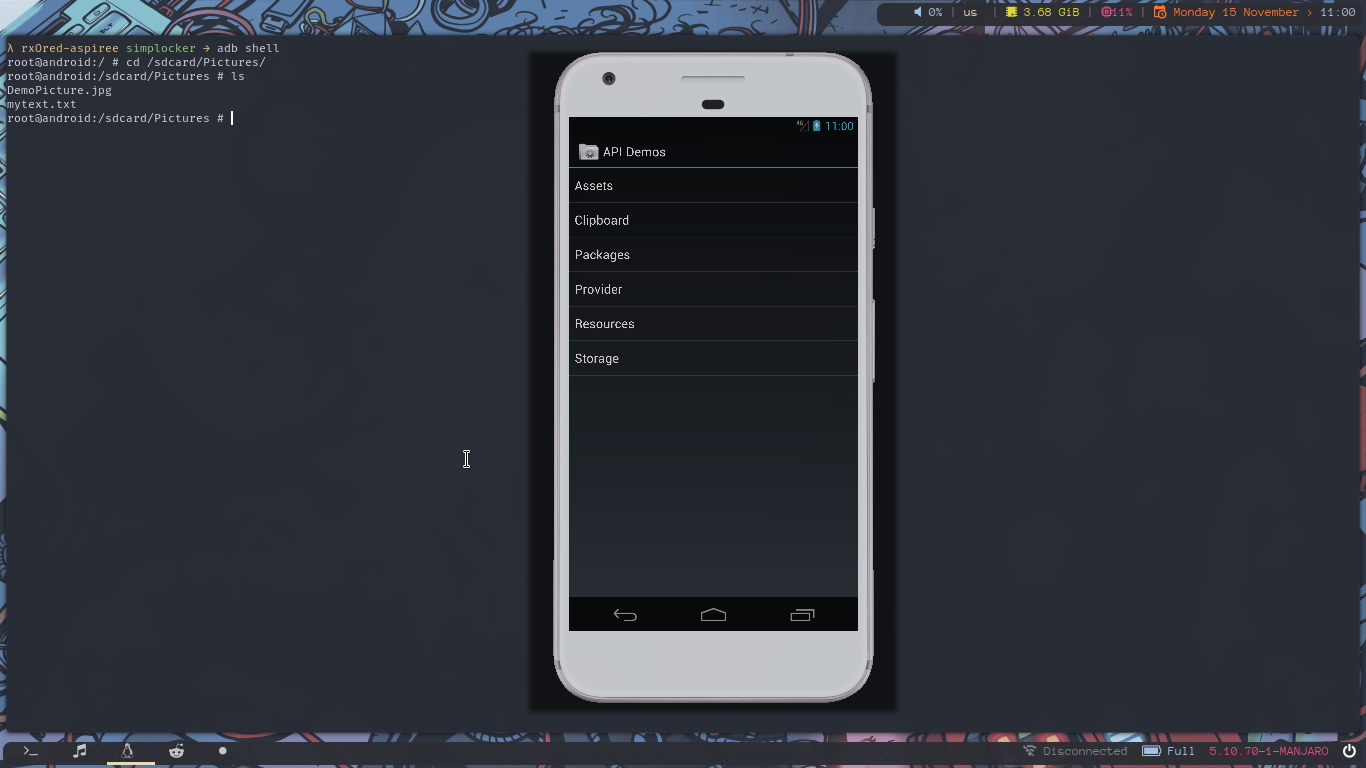 0% | us | 3.68 GiB | 11% | Monday 15 November > 11:00
λ rxOred-aspiree simplocker → adb shell
root@android:/ # cd /sdcard/Pictures/
root@android:/sdcard/Pictures # ls
DemoPicture.jpg
mytext.txt
root@android:/sdcard/Pictures #
4G 11:00
API Demos
Assets
Clipboard
Packages
Provider
Resources
Storage
>_ Disconnected Full 5.10.70-1-MANJARO